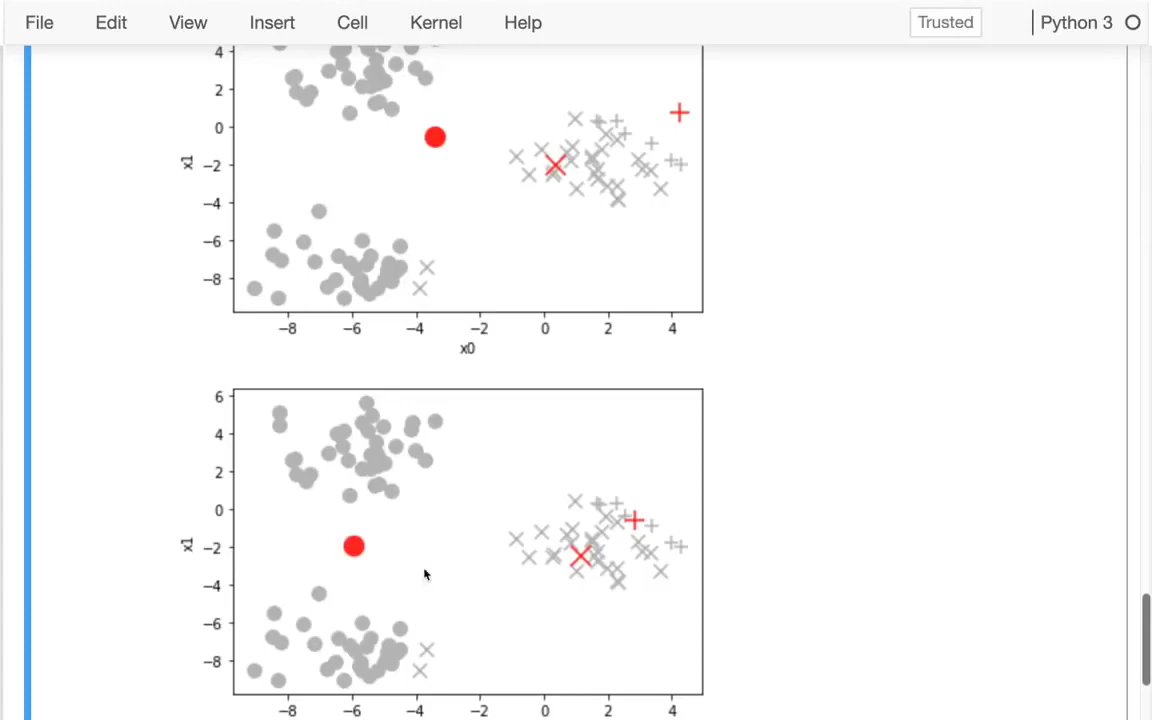 File Edit View Insert Cell Kernel Help Trusted Python 3
4
2
0
−2
−4
−6
−8
x1
−8 −6 −4 −2 0 2 4
x0
6
4
2
0
−2
−4
−6
−8
x1
−8 −6 −4 −2 0 2 4